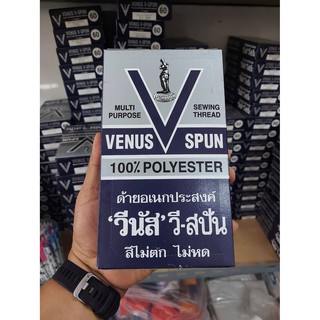 MULTI
PURPOSE
SEWING
THREAD
VENUS V SPUN
100% POLYESTER
ด้ายอเนกประสงค์
'วีนัส' วี-สปัน
สีไม่ตก ไม่หด